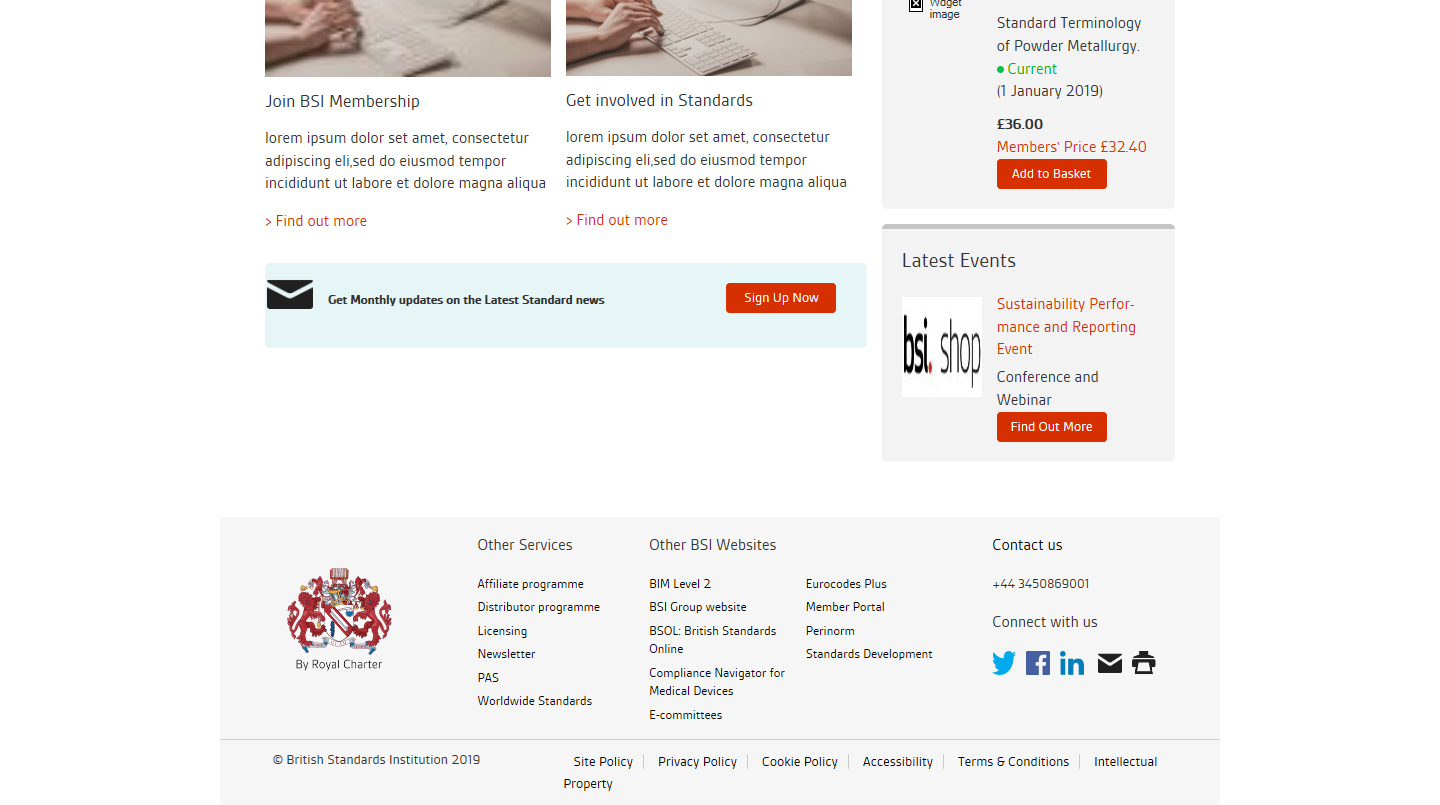 Join BSI Membership
lorem ipsum dolor set amet, consectetur
adipiscing eli,sed do eiusmod tempor
incididunt ut labore et dolore magna aliqua
> Find out more
Get involved in Standards
lorem ipsum dolor set amet, consectetur
adipiscing eli,sed do eiusmod tempor
incididunt ut labore et dolore magna aliqua
> Find out more
Get Monthly updates on the Latest Standard news
Sign Up Now
Widget
image
Standard Terminology
of Powder Metallurgy.
Current
(1 January 2019)
£36.00
Members' Price £32.40
Add to Basket
Latest Events
bsi. shop
Sustainability Perfor-
mance and Reporting
Event
Conference and
Webinar
Find Out More
By Royal Charter
Other Services
Affiliate programme
Distributor programme
Licensing
Newsletter
PAS
Worldwide Standards
Other BSI Websites
BIM Level 2
BSI Group website
BSOL: British Standards
Online
Compliance Navigator for
Medical Devices
E-committees
Eurocodes Plus
Member Portal
Perinorm
Standards Development
Contact us
+44 3450869001
Connect with us
© British Standards Institution 2019
Site Policy
Privacy Policy
Cookie Policy
Accessibility
Terms & Conditions
Intellectual
Property